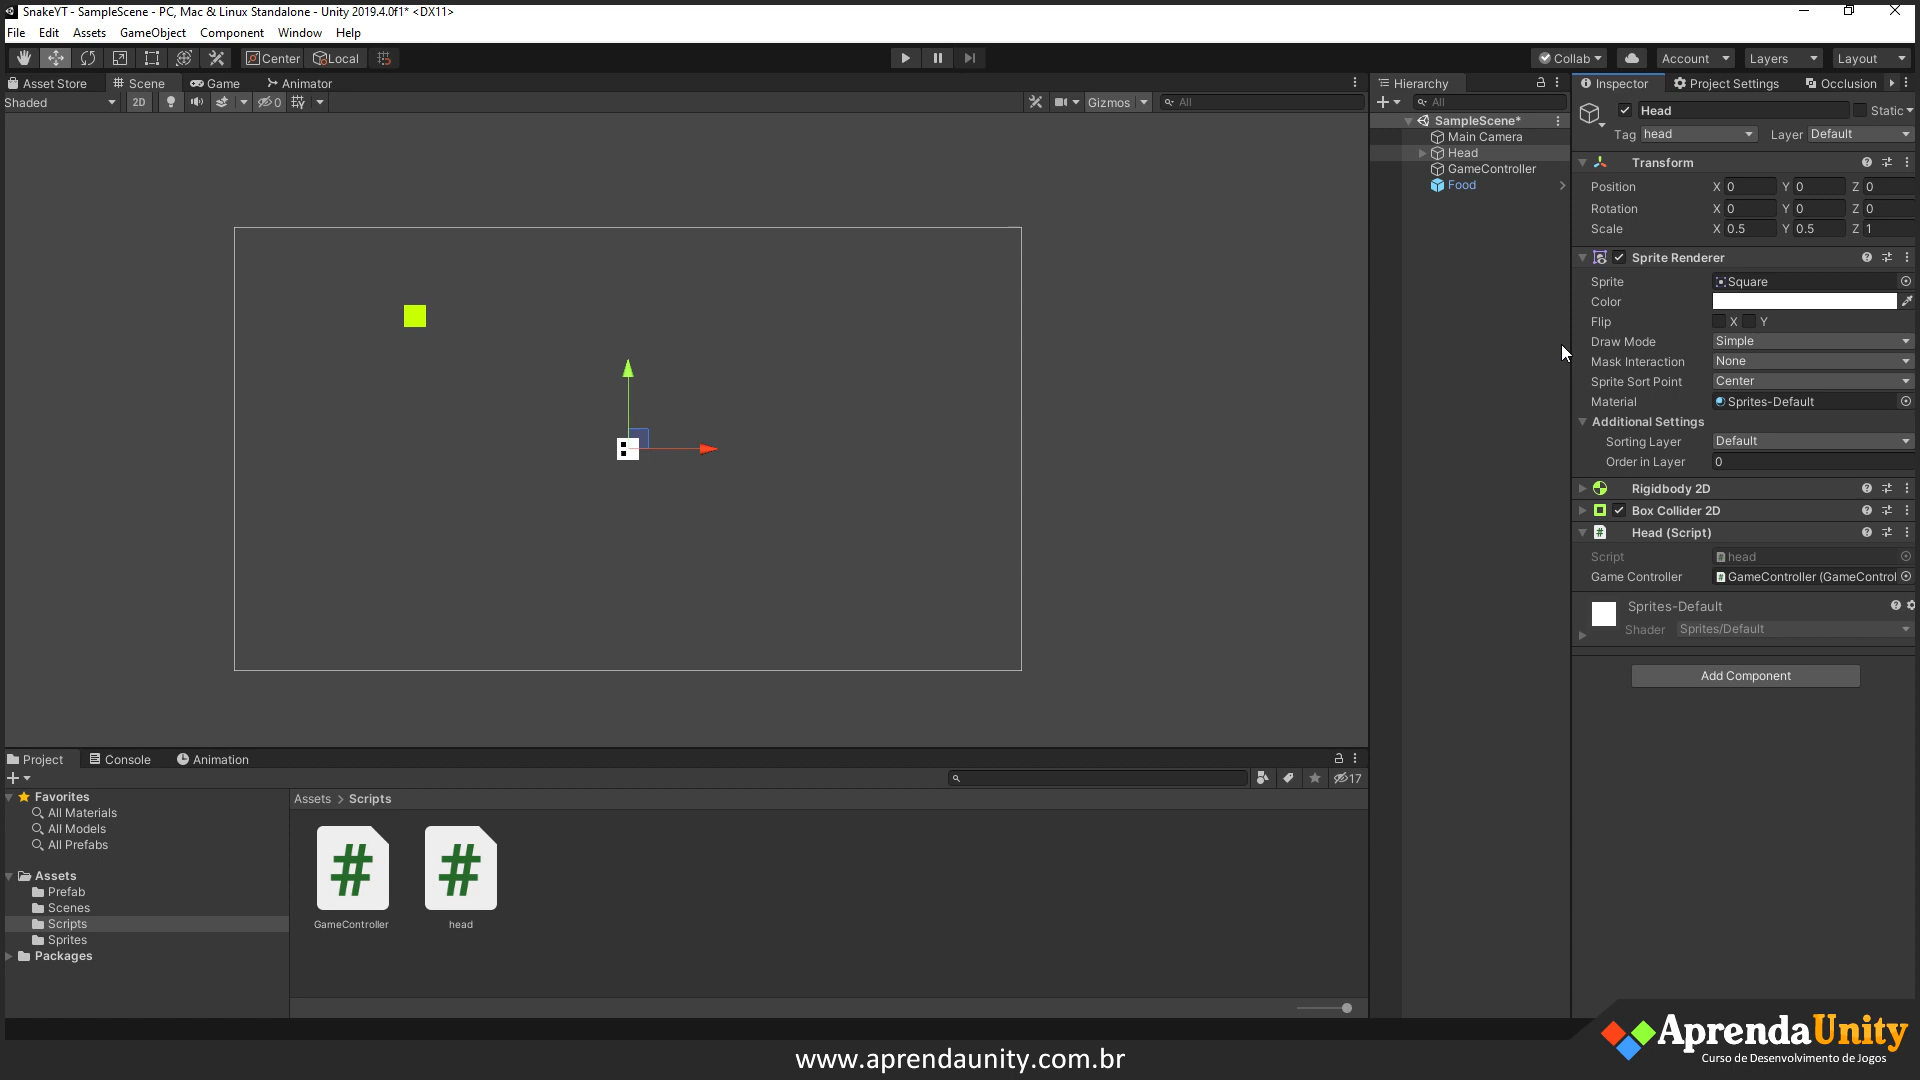 SnakeYT - SampleScene - PC, Mac & Linux Standalone - Unity 2019.4.0f1* <DX11>
File Edit Assets GameObject Component Window Help
Center Local
Collab Account Layers Layout
Asset Store Scene Game Animator
Shaded 2D 0 Gizmos All
Hierarchy
All
SampleScene*
Main Camera
Head
GameController
Food
Inspector Project Settings Occlusion
Head Static
Tag head Layer Default
Transform
Position X 0 Y 0 Z 0
Rotation X 0 Y 0 Z 0
Scale X 0.5 Y 0.5 Z 1
Sprite Renderer
Sprite Square
Color
Flip X Y
Draw Mode Simple
Mask Interaction None
Sprite Sort Point Center
Material Sprites-Default
Additional Settings
Sorting Layer Default
Order in Layer 0
Rigidbody 2D
Box Collider 2D
Head (Script)
Script head
Game Controller GameController (GameControl
Sprites-Default
Shader Sprites/Default
Add Component
Project Console Animation
17
Favorites
All Materials
All Models
All Prefabs
Assets
Prefab
Scenes
Scripts
Sprites
Packages
Assets > Scripts
GameController head
AprendaUnity
Curso de Desenvolvimento de Jogos
www.aprendaunity.com.br